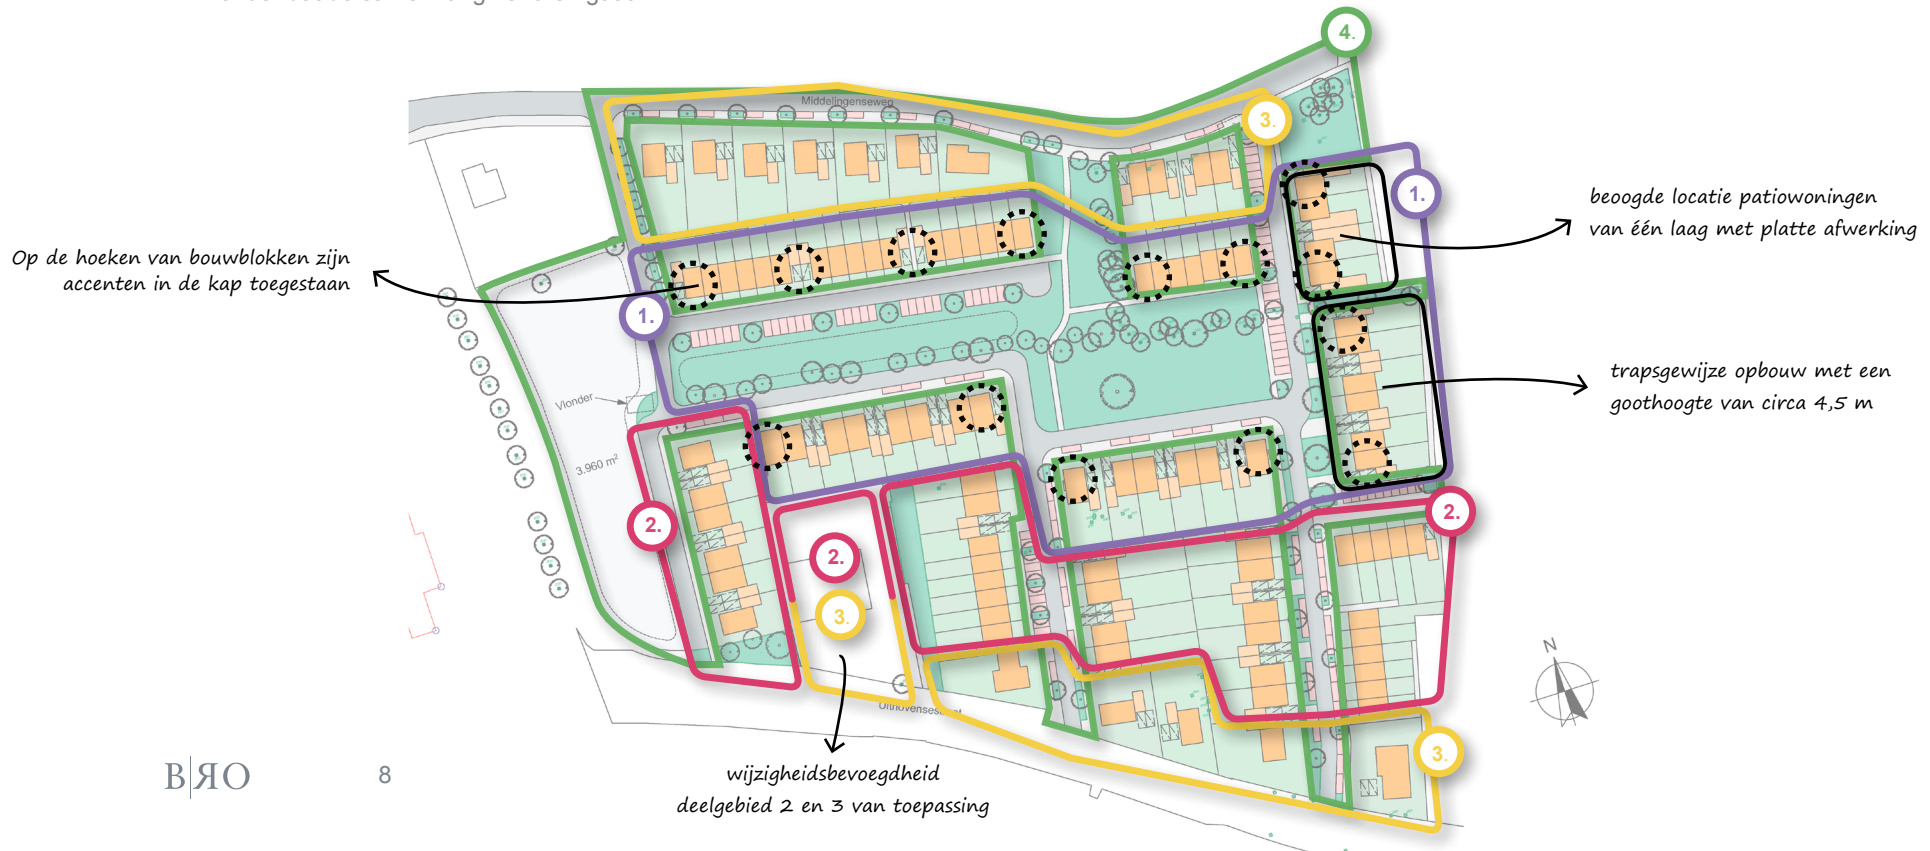 4.
Middelingenseweg
3.
1.
beoogde locatie patiowoningen
van één laag met platte afwerking
Op de hoeken van bouwblokken zijn
accenten in de kap toegestaan
1.
trapsgewijze opbouw met een
goothoogte van circa 4,5 m
Vlonder
3.960 m²
2.
2.
2.
3.
N
Uithovensestraat
3.
wijzigheidsbevoegdheid
deelgebied 2 en 3 van toepassing
BRO
8